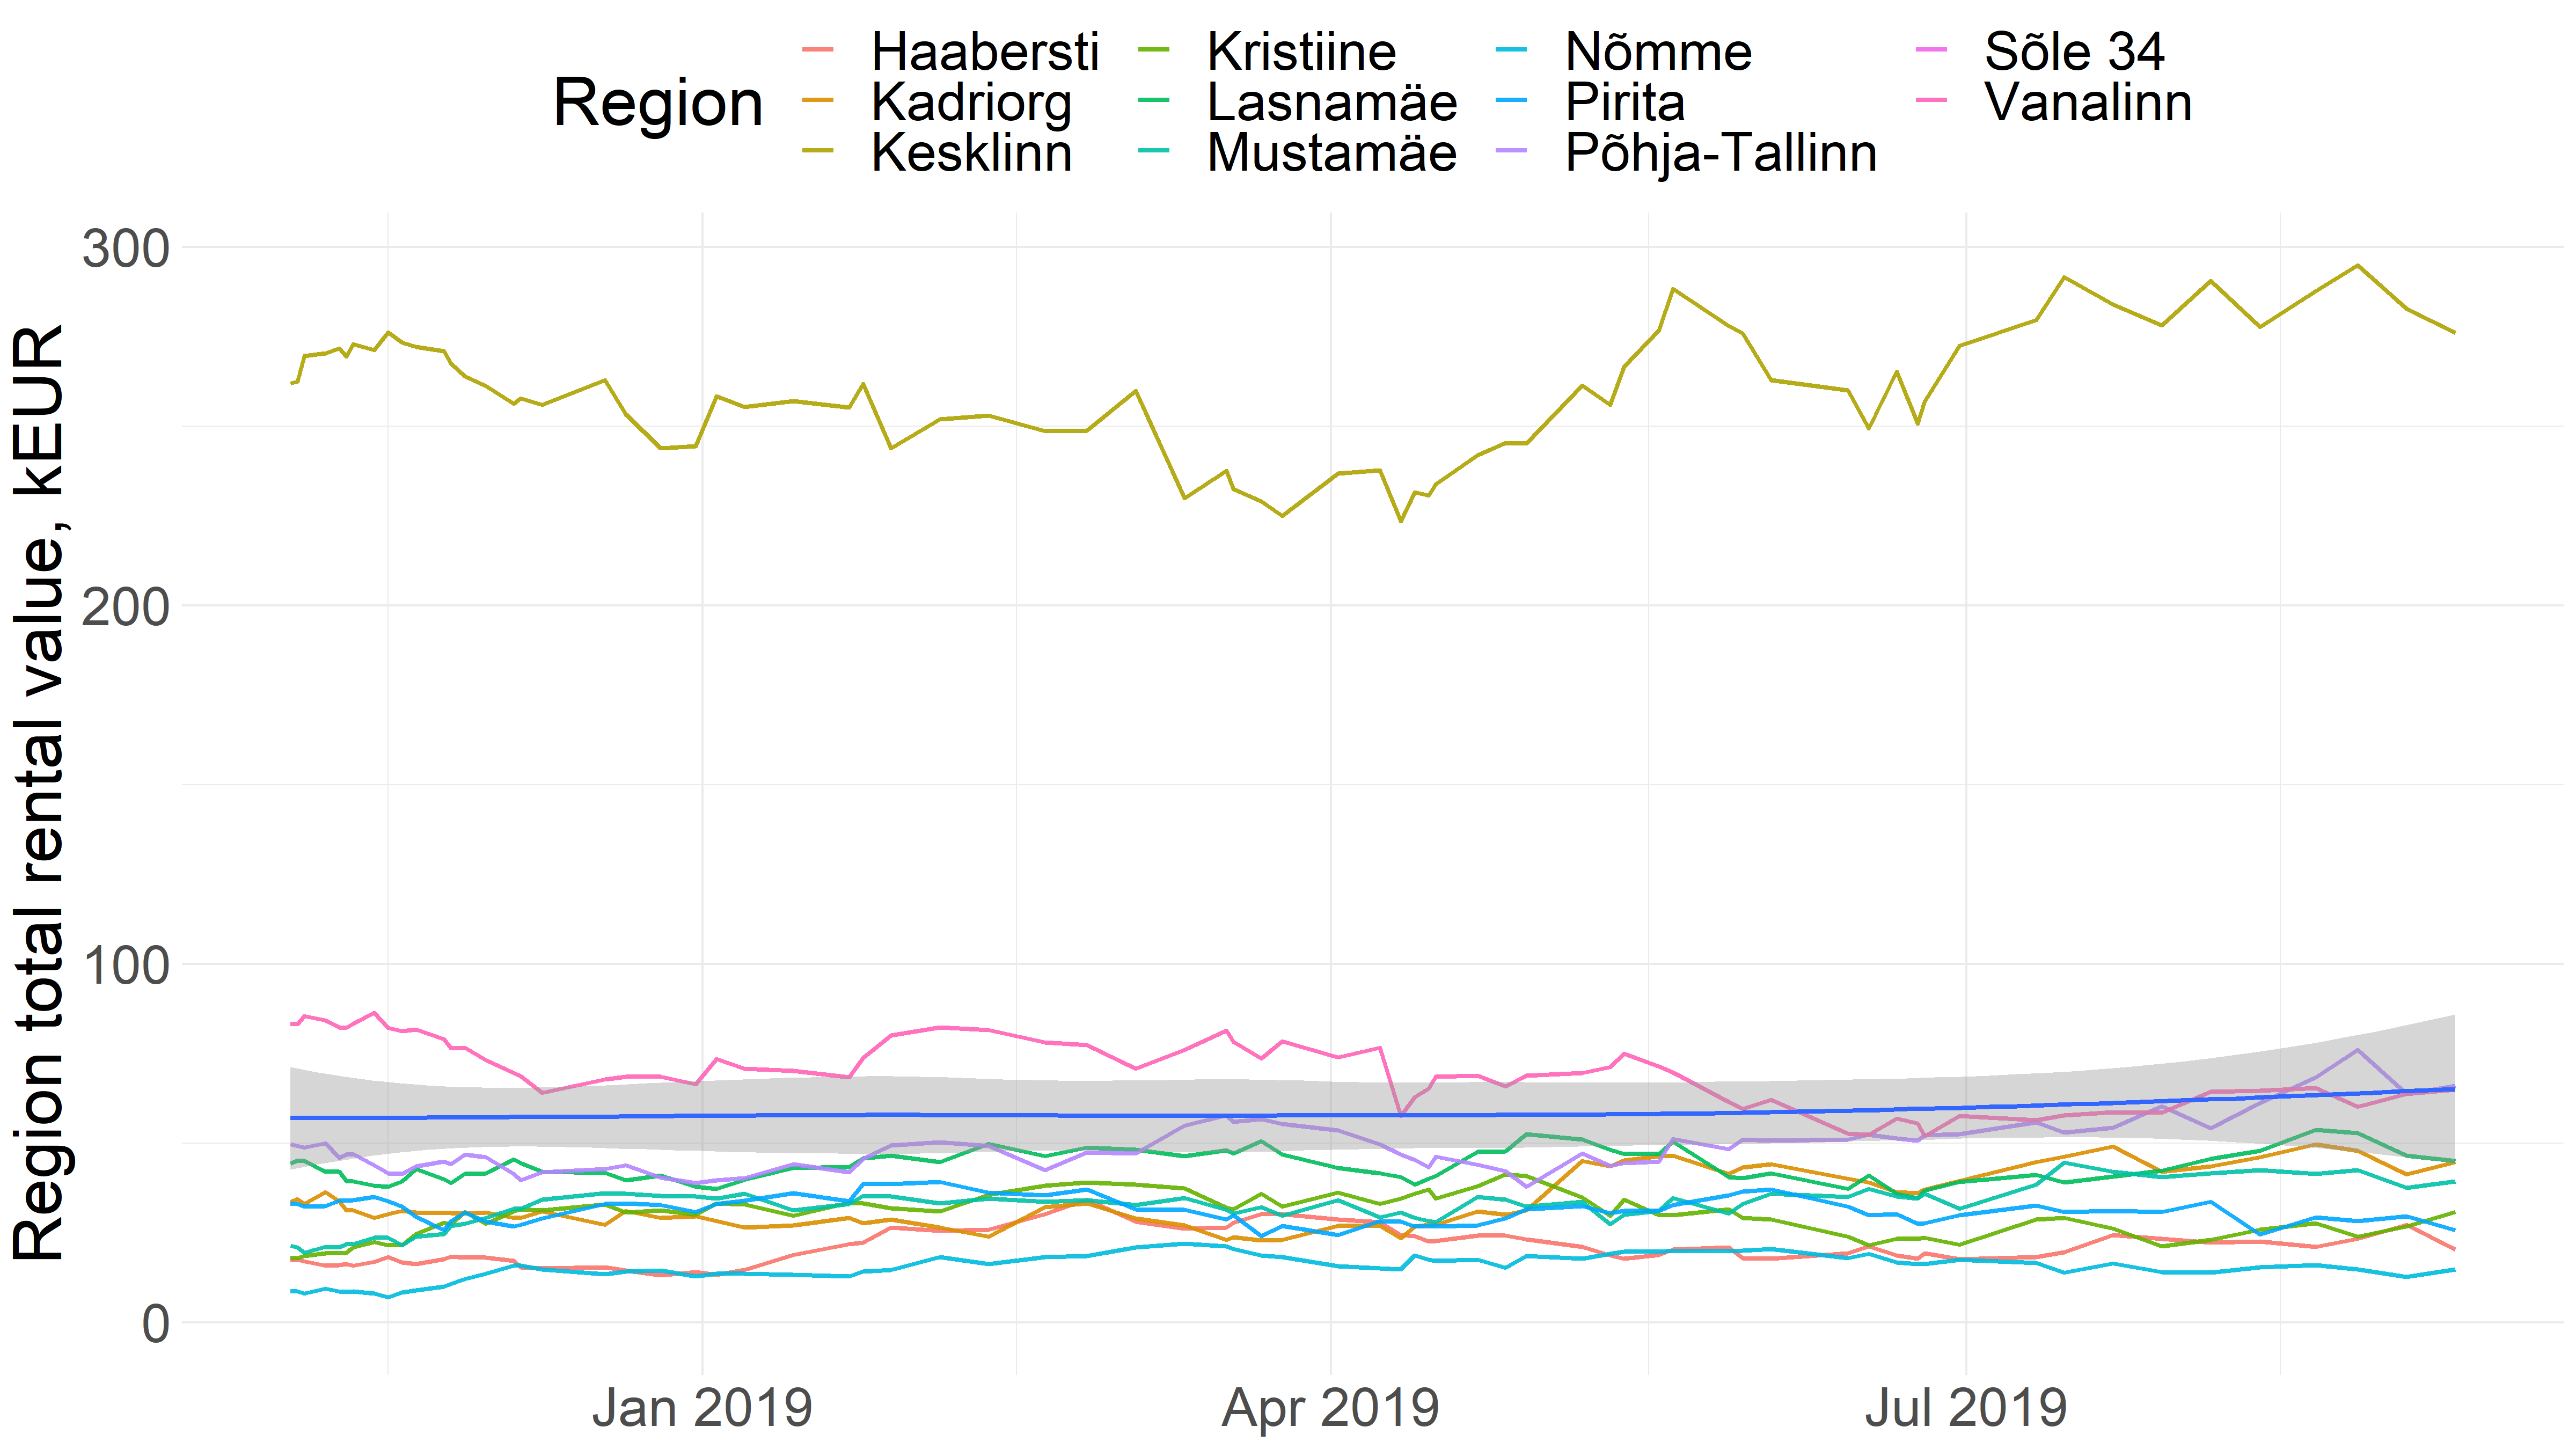 Region
Haabersti Kristiine Nõmme Sõle 34
Kadriorg Lasnamäe Pirita Vanalinn
Kesklinn Mustamäe Põhja-Tallinn
Region total rental value, kEUR
300
200
100
0
Jan 2019 Apr 2019 Jul 2019